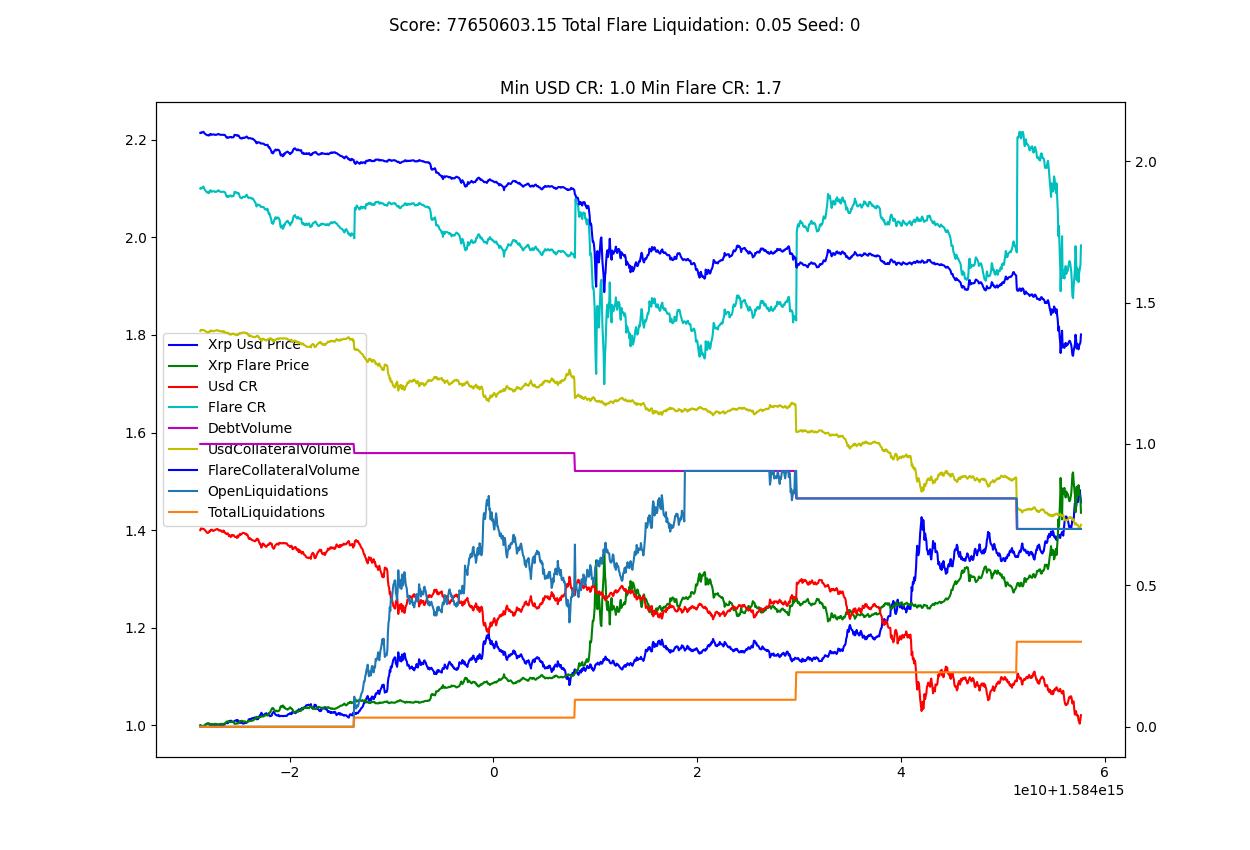 Score: 77650603.15 Total Flare Liquidation: 0.05 Seed: 0
Min USD CR: 1.0 Min Flare CR: 1.7
2.2
2.0
1.8
1.6
1.4
1.2
1.0
2.0
1.5
1.0
0.5
0.0
Xrp Usd Price
Xrp Flare Price
Usd CR
Flare CR
DebtVolume
UsdCollateralVolume
FlareCollateralVolume
OpenLiquidations
TotalLiquidations
−2 0 2 4 6
1e10+1.584e15